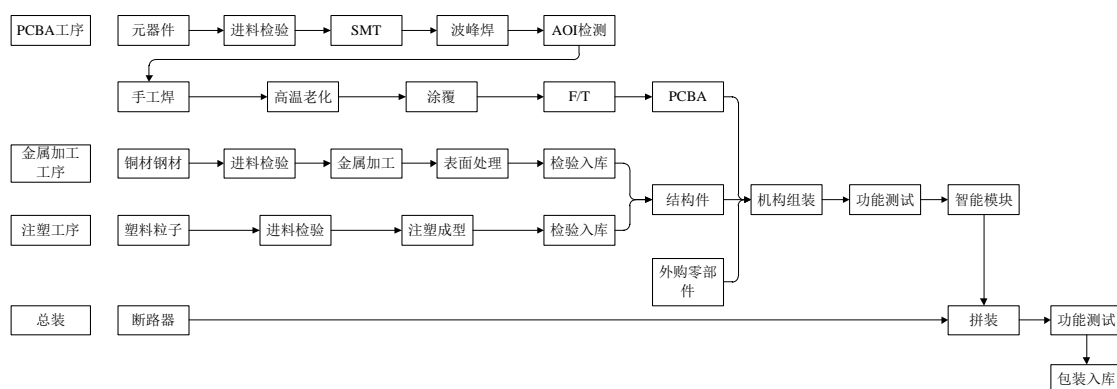 PCBA工序
元器件
进料检验
SMT
波峰焊
AOI检测
手工焊
高温老化
涂覆
F/T
PCBA
金属加工
工序
铜材钢材
进料检验
金属加工
表面处理
检验入库
结构件
机构组装
功能测试
智能模块
注塑工序
塑料粒子
进料检验
注塑成型
检验入库
外购零部
件
总装
断路器
拼装
功能测试
包装入库